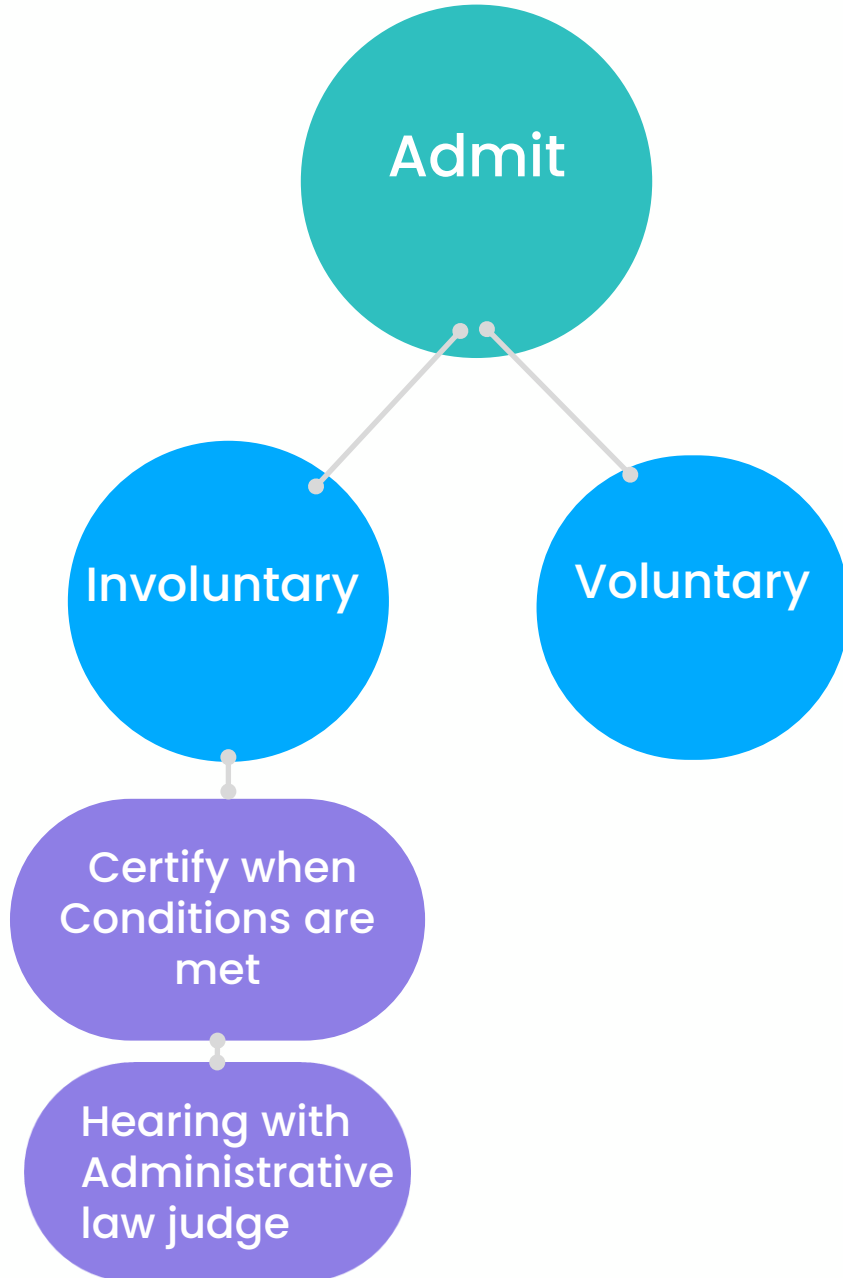 Admit
Involuntary
Voluntary
Certify when
Conditions are
met
Hearing with
Administrative
law judge